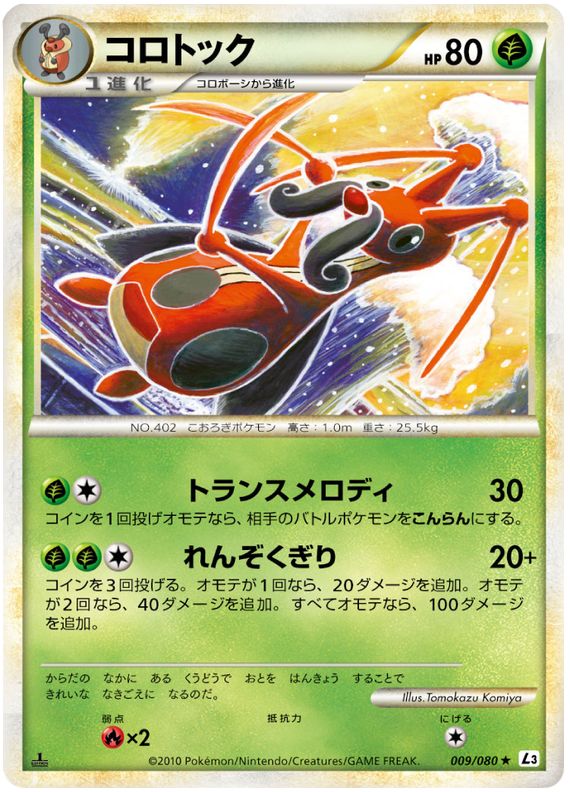 コロトック
HP80
1進化
コロボーシから進化
NO.402 こおろぎポケモン 高さ：1.0m 重さ：25.5kg
トランスメロディ 30
コインを1回投げオモテなら、相手のバトルポケモンをこんらんにする。
れんぞくぎり 20+
コインを3回投げる。オモテが1回なら、20ダメージを追加。オモテ
が2回なら、40ダメージを追加。すべてオモテなら、100ダメージ
を追加。
からだの なかに ある くうどうで おとを はんきょう することで
きれいな なきごえに なるのだ。
Illus.Tomokazu Komiya
弱点 抵抗力 にげる
×2
1 EDITION
©2010 Pokémon/Nintendo/Creatures/GAME FREAK.
009/080 ★ L3